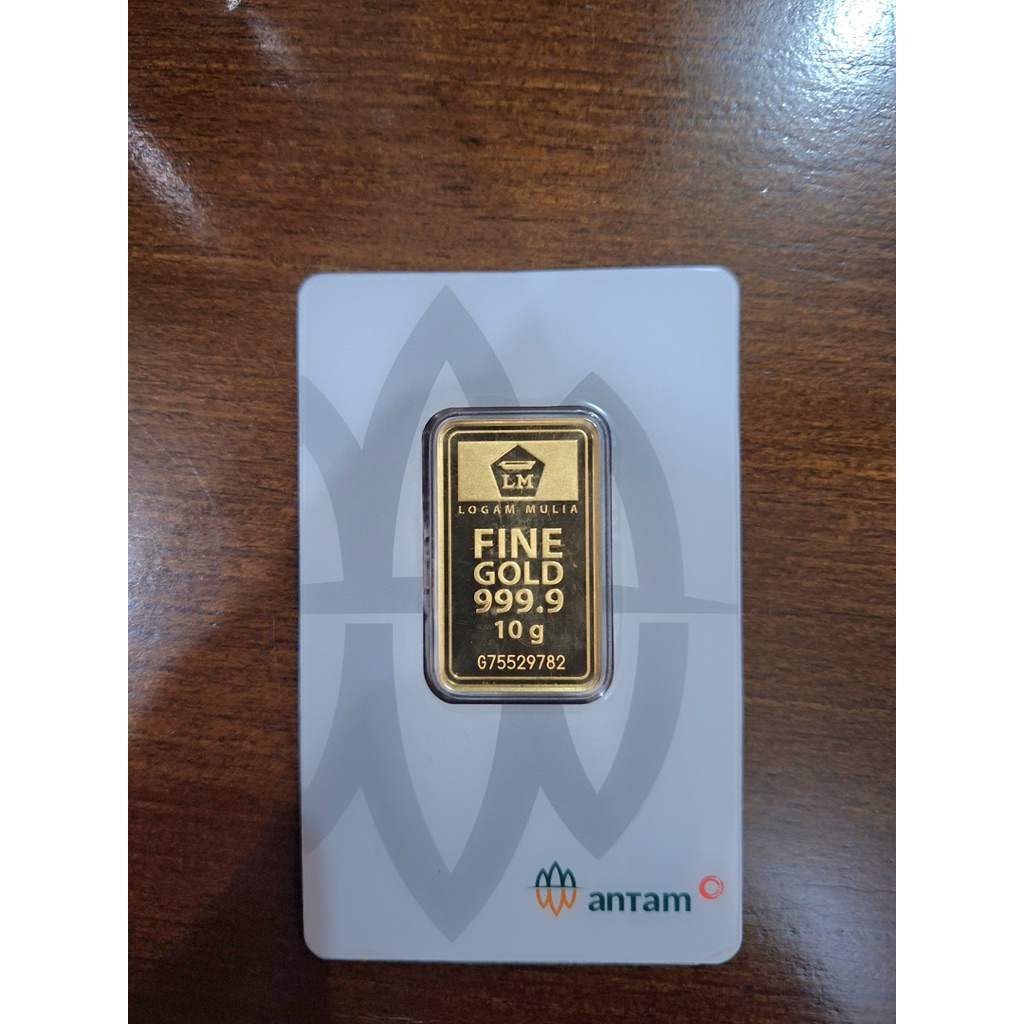 LM
LOGAM MULIA
FINE
GOLD
999.9
10 g
G75529782
antam